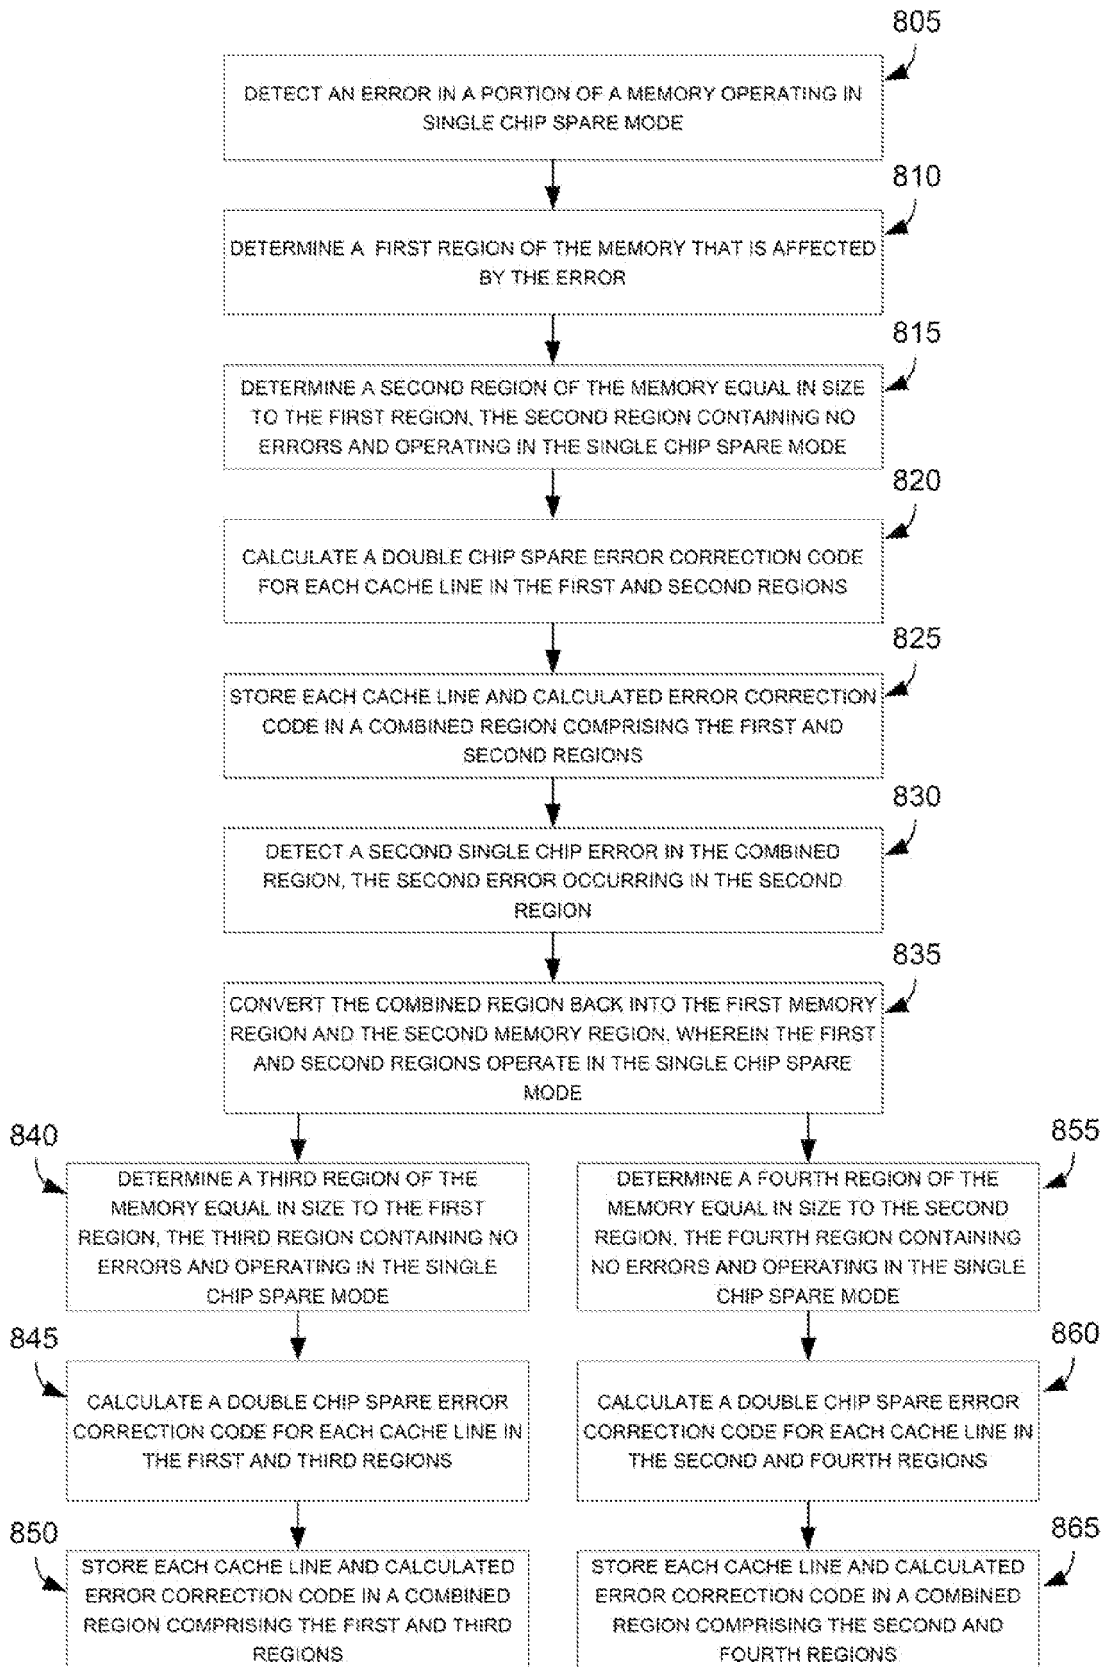 805
DETECT AN ERROR IN A PORTION OF A MEMORY OPERATING IN
SINGLE CHIP SPARE MODE
810
DETERMINE A FIRST REGION OF THE MEMORY THAT IS AFFECTED
BY THE ERROR
815
DETERMINE A SECOND REGION OF THE MEMORY EQUAL IN SIZE
TO THE FIRST REGION, THE SECOND REGION CONTAINING NO
ERRORS AND OPERATING IN THE SINGLE CHIP SPARE MODE
820
CALCULATE A DOUBLE CHIP SPARE ERROR CORRECTION CODE
FOR EACH CACHE LINE IN THE FIRST AND SECOND REGIONS
825
STORE EACH CACHE LINE AND CALCULATED ERROR CORRECTION
CODE IN A COMBINED REGION COMPRISING THE FIRST AND
SECOND REGIONS
830
DETECT A SECOND SINGLE CHIP ERROR IN THE COMBINED
REGION, THE SECOND ERROR OCCURRING IN THE SECOND
REGION
835
CONVERT THE COMBINED REGION BACK INTO THE FIRST MEMORY
REGION AND THE SECOND MEMORY REGION, WHEREIN THE FIRST
AND SECOND REGIONS OPERATE IN THE SINGLE CHIP SPARE
MODE
840
DETERMINE A THIRD REGION OF THE
MEMORY EQUAL IN SIZE TO THE FIRST
REGION, THE THIRD REGION CONTAINING NO
ERRORS AND OPERATING IN THE SINGLE
CHIP SPARE MODE
845
CALCULATE A DOUBLE CHIP SPARE ERROR
CORRECTION CODE FOR EACH CACHE LINE IN
THE FIRST AND THIRD REGIONS
850
STORE EACH CACHE LINE AND CALCULATED
ERROR CORRECTION CODE IN A COMBINED
REGION COMPRISING THE FIRST AND THIRD
REGIONS
855
DETERMINE A FOURTH REGION OF THE
MEMORY EQUAL IN SIZE TO THE SECOND
REGION, THE FOURTH REGION CONTAINING
NO ERRORS AND OPERATING IN THE SINGLE
CHIP SPARE MODE
860
CALCULATE A DOUBLE CHIP SPARE ERROR
CORRECTION CODE FOR EACH CACHE LINE IN
THE SECOND AND FOURTH REGIONS
865
STORE EACH CACHE LINE AND CALCULATED
ERROR CORRECTION CODE IN A COMBINED
REGION COMPRISING THE SECOND AND
FOURTH REGIONS